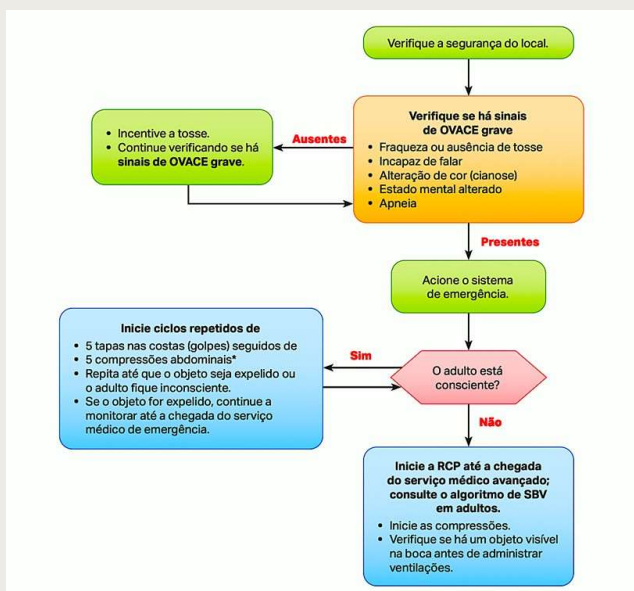 Verifique a segurança do local.
Verifique se há sinais
de OVACE grave
• Fraqueza ou ausência de tosse
• Incapaz de falar
• Alteração de cor (cianose)
• Estado mental alterado
• Apneia
Ausentes
• Incentive a tosse.
• Continue verificando se há
sinais de OVACE grave.
Presentes
Acione o sistema
de emergência.
O adulto está
consciente?
Sim
Inicie ciclos repetidos de
• 5 tapas nas costas (golpes) seguidos de
• 5 compressões abdominais*
• Repita até que o objeto seja expelido ou
o adulto fique inconsciente.
• Se o objeto for expelido, continue a
monitorar até a chegada do serviço
médico de emergência.
Não
Inicie a RCP até a chegada
do serviço médico avançado;
consulte o algoritmo de SBV
em adultos.
• Inicie as compressões.
• Verifique se há um objeto visível
na boca antes de administrar
ventilações.